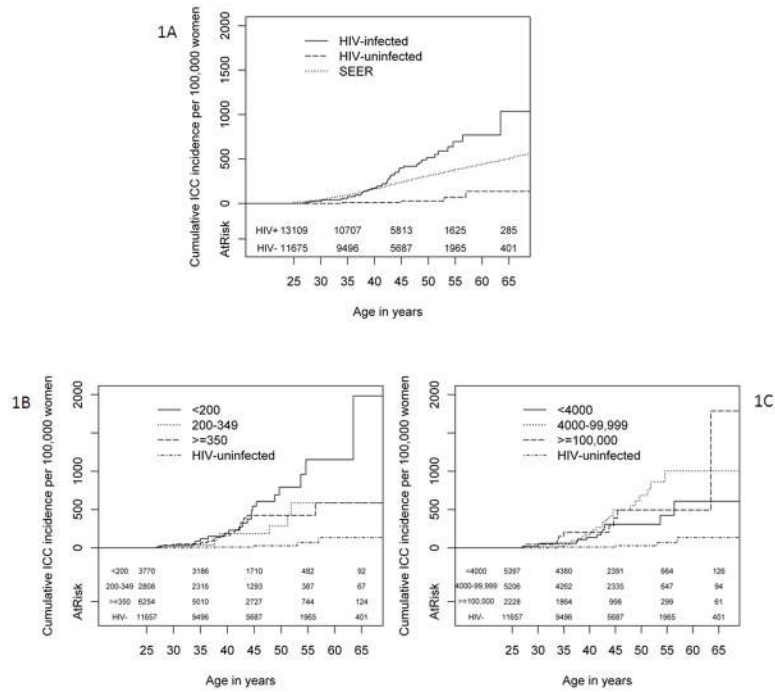 1A
Cumulative ICC incidence per 100,000 women
AtRisk
2000
1500
1000
500
0
HIV-infected
HIV-uninfected
SEER
HIV+ 13109 10707 5813 1625 285
HIV- 11675 9496 5687 1965 401
25 30 35 40 45 50 55 60 65
Age in years
1B
Cumulative ICC incidence per 100,000 women
AtRisk
2000
1000
500
0
<200
200-349
>=350
HIV-uninfected
<200 3770 3186 1710 482 92
200-349 2808 2316 1293 387 67
>=350 6254 5010 2727 744 124
HIV- 11657 9496 5687 1965 401
25 30 35 40 45 50 55 60 65
Age in years
1C
Cumulative ICC incidence per 100,000 women
AtRisk
2000
1000
500
0
<4000
4000-99,999
>=100,000
HIV-uninfected
<4000 5397 4380 2391 664 126
4000-99,999 5206 4262 2335 647 94
>=100,000 2228 1864 998 299 61
HIV- 11657 9496 5687 1965 401
25 30 35 40 45 50 55 60 65
Age in years